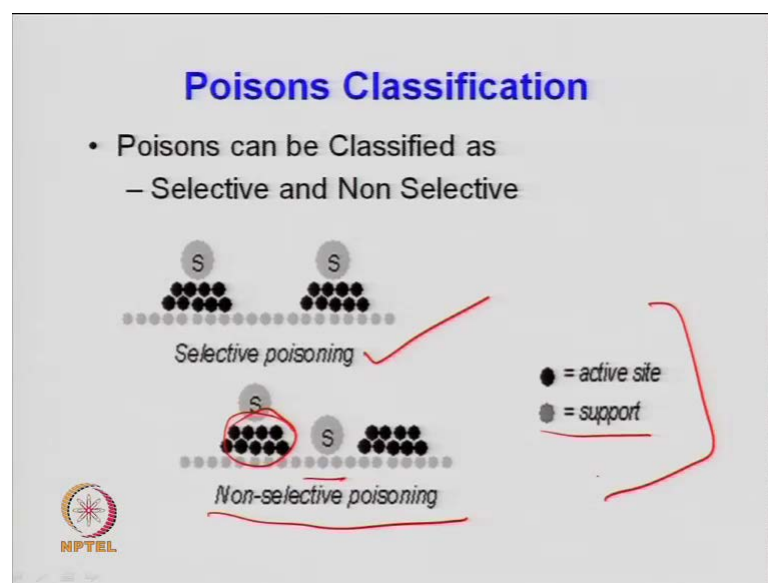 Poisons Classification
• Poisons can be Classified as
– Selective and Non Selective
S S
Selective poisoning
= active site
= support
S
S
Non-selective poisoning
NPTEL